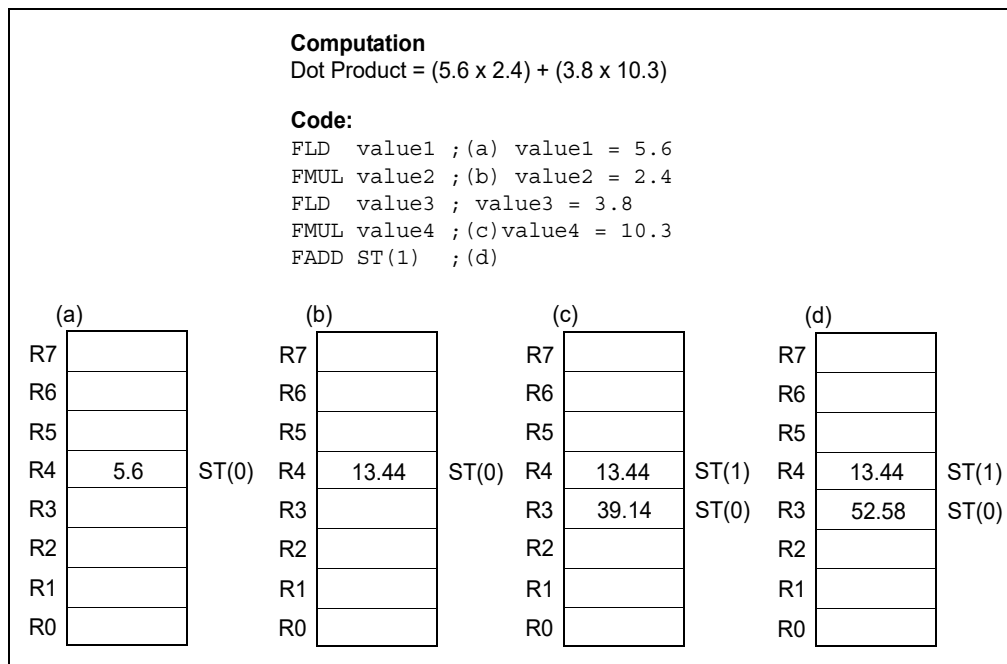 Computation
Dot Product = (5.6 x 2.4) + (3.8 x 10.3)
Code:
FLD  value1 ;(a) value1 = 5.6
FMUL value2 ;(b) value2 = 2.4
FLD  value3 ; value3 = 3.8
FMUL value4 ;(c)value4 = 10.3
FADD ST(1)  ;(d)
(a)
R7
R6
R5
R4 5.6 ST(0)
R3
R2
R1
R0
(b)
R7
R6
R5
R4 13.44 ST(0)
R3
R2
R1
R0
(c)
R7
R6
R5
R4 13.44 ST(1)
R3 39.14 ST(0)
R2
R1
R0
(d)
R7
R6
R5
R4 13.44 ST(1)
R3 52.58 ST(0)
R2
R1
R0